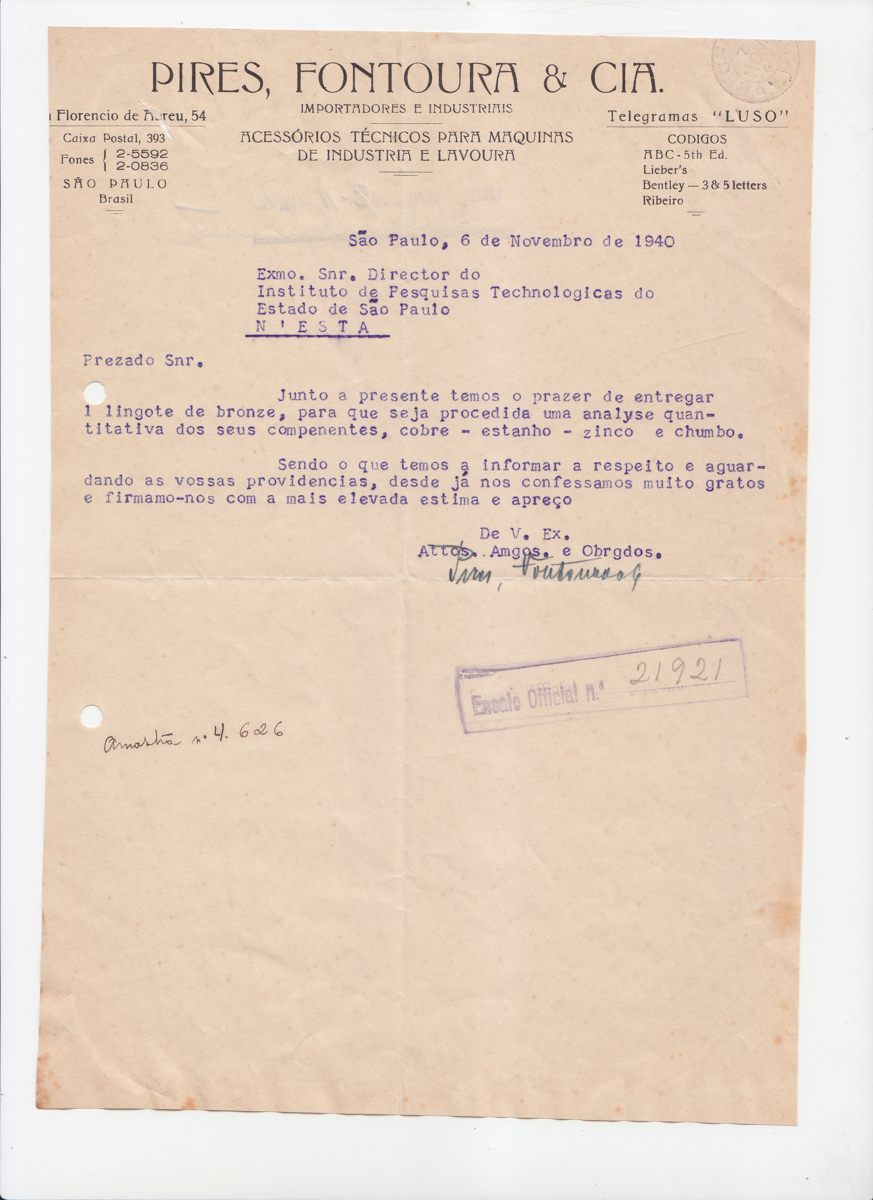 PIRES, FONTOURA & CIA.
IMPORTADORES E INDUSTRIAIS
ACESSÓRIOS TÉCNICOS PARA MAQUINAS
DE INDUSTRIA E LAVOURA
Florencio de Abreu, 54
Caixa Postal, 393
Fones { 2-5592
2-0836
SÃO PAULO
Brasil
Telegramas "LUSO"
CODIGOS
ABC - 5th Ed.
Lieber's
Bentley — 3 & 5 letters
Ribeiro
São Paulo, 6 de Novembro de 1940
Exmo. Snr. Director do
Instituto de Pesquisas Technologicas do
Estado de São Paulo
N'ESTA
Prezado Snr.
Junto a presente temos o prazer de entregar
1 lingote de bronze, para que seja procedida uma analyse quan-
titativa dos seus compenentes, cobre - estanho - zinco e chumbo.
Sendo o que temos a informar a respeito e aguar-
dando as vossas providencias, desde já nos confessamos muito gratos
e firmamo-nos com a mais elevada estima e apreço
De V. Ex.
Attos. Amgos. e Obrgdos.
Pires, Fontoura
Ensaio Official n.º 21921
Amostra nº 4.626